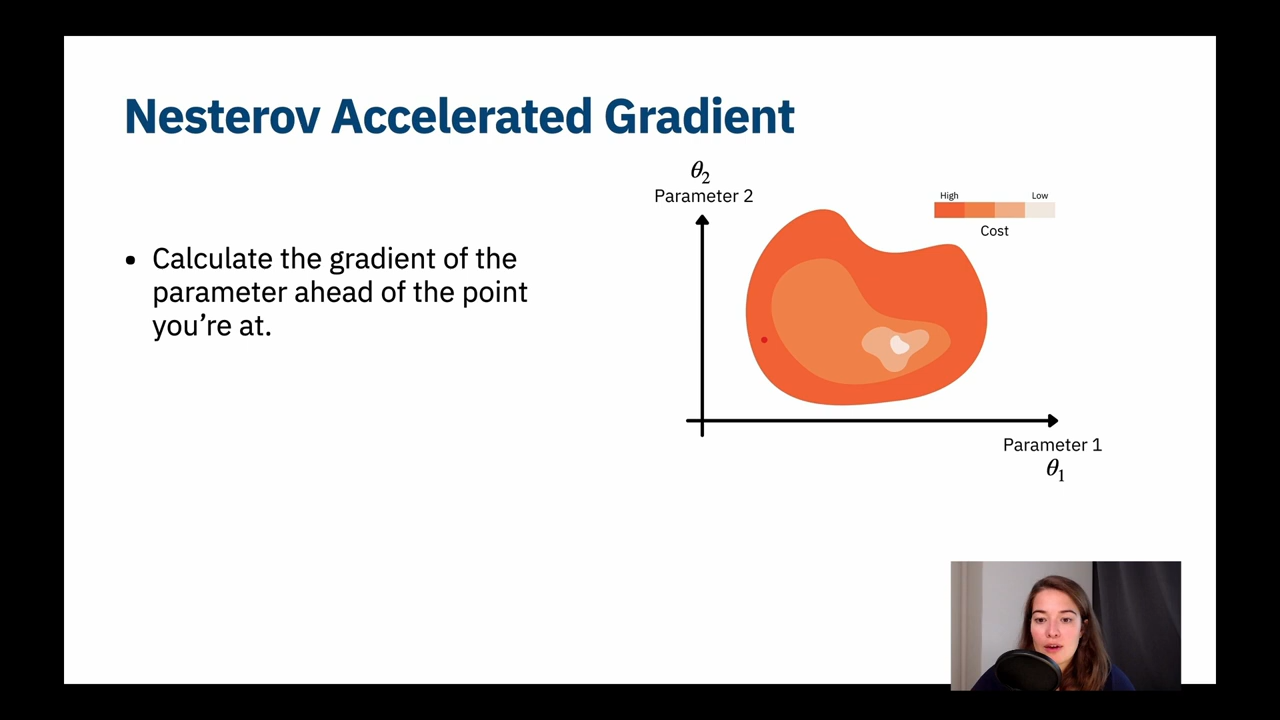 Nesterov Accelerated Gradient
• Calculate the gradient of the
parameter ahead of the point
you’re at.
θ₂
Parameter 2
High Low
Cost
Parameter 1
θ₁